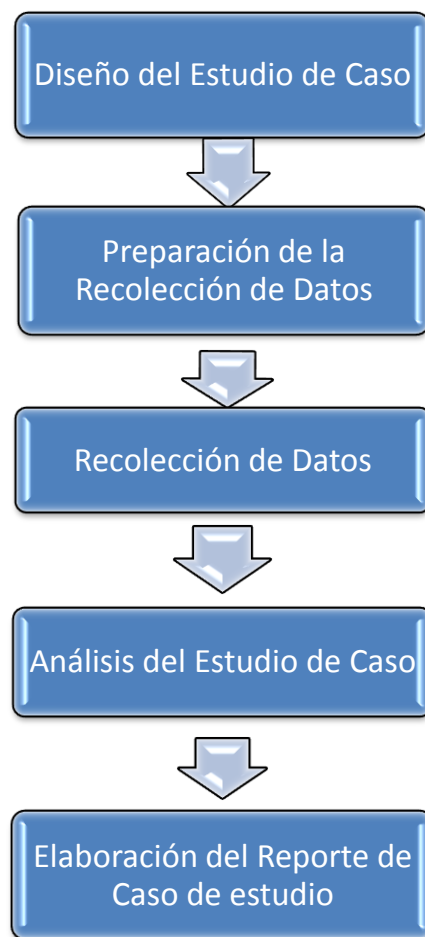 Diseño del Estudio de Caso
Preparación de la
Recolección de Datos
Recolección de Datos
Análisis del Estudio de Caso
Elaboración del Reporte de
Caso de estudio